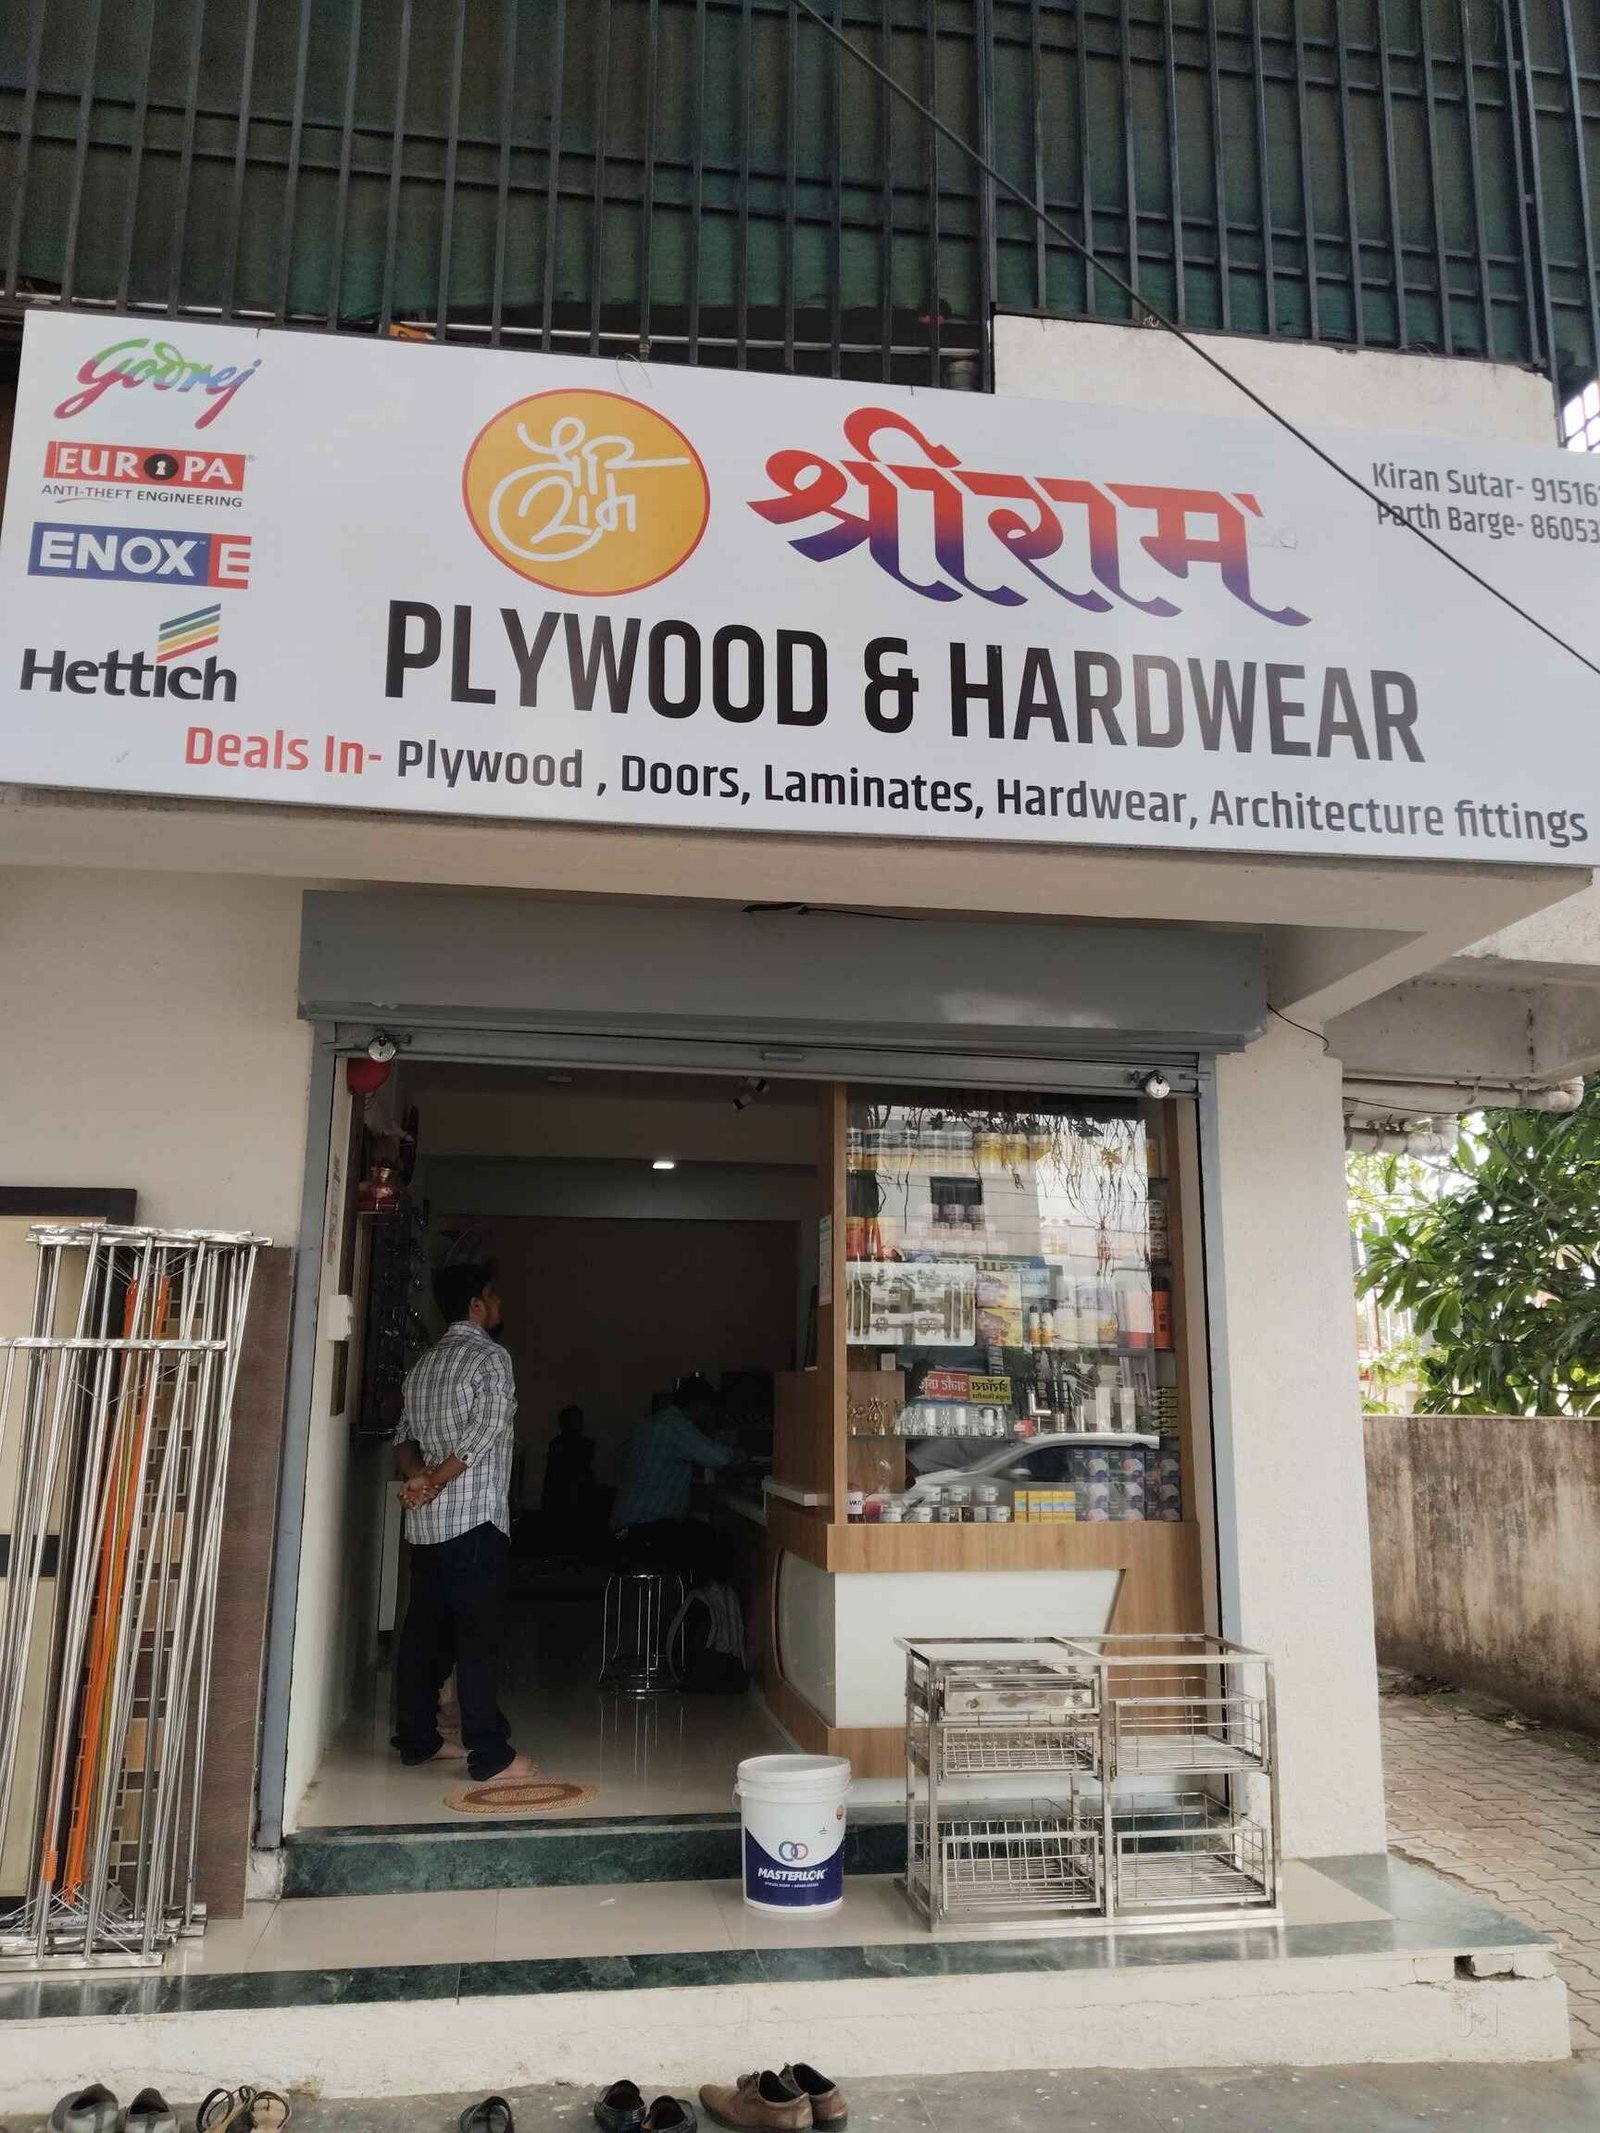 Godrej
EUROPA
ANTI-THEFT ENGINEERING
ENOX E
Hettich
श्री राम
श्रीराम
Kiran Sutar- 91516
Parth Barge- 86053
PLYWOOD & HARDWEAR
Deals In- Plywood , Doors, Laminates, Hardwear, Architecture fittings
MASTERLOK